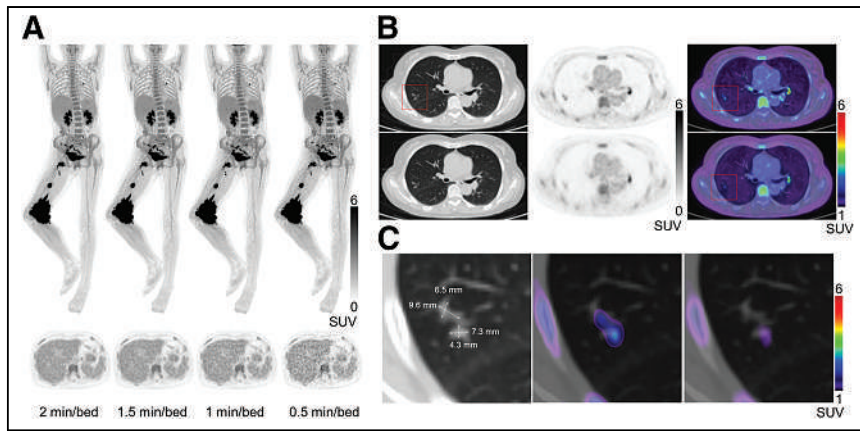 A
6
0
SUV
2 min/bed
1.5 min/bed
1 min/bed
0.5 min/bed
B
6
0
SUV
6
1
SUV
C
6.5 mm
9.6 mm
7.3 mm
4.3 mm
6
1
SUV